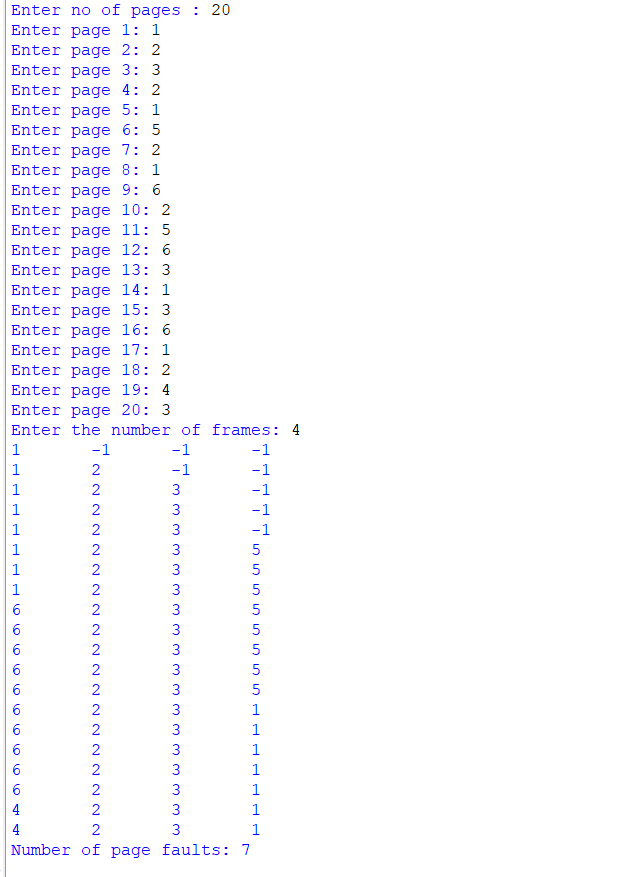 Enter no of pages : 20
Enter page 1: 1
Enter page 2: 2
Enter page 3: 3
Enter page 4: 2
Enter page 5: 1
Enter page 6: 5
Enter page 7: 2
Enter page 8: 1
Enter page 9: 6
Enter page 10: 2
Enter page 11: 5
Enter page 12: 6
Enter page 13: 3
Enter page 14: 1
Enter page 15: 3
Enter page 16: 6
Enter page 17: 1
Enter page 18: 2
Enter page 19: 4
Enter page 20: 3
Enter the number of frames: 4
1 -1 -1 -1
1 2 -1 -1
1 2 3 -1
1 2 3 -1
1 2 3 -1
1 2 3 5
1 2 3 5
1 2 3 5
6 2 3 5
6 2 3 5
6 2 3 5
6 2 3 5
6 2 3 5
6 2 3 1
6 2 3 1
6 2 3 1
6 2 3 1
6 2 3 1
4 2 3 1
4 2 3 1
Number of page faults: 7